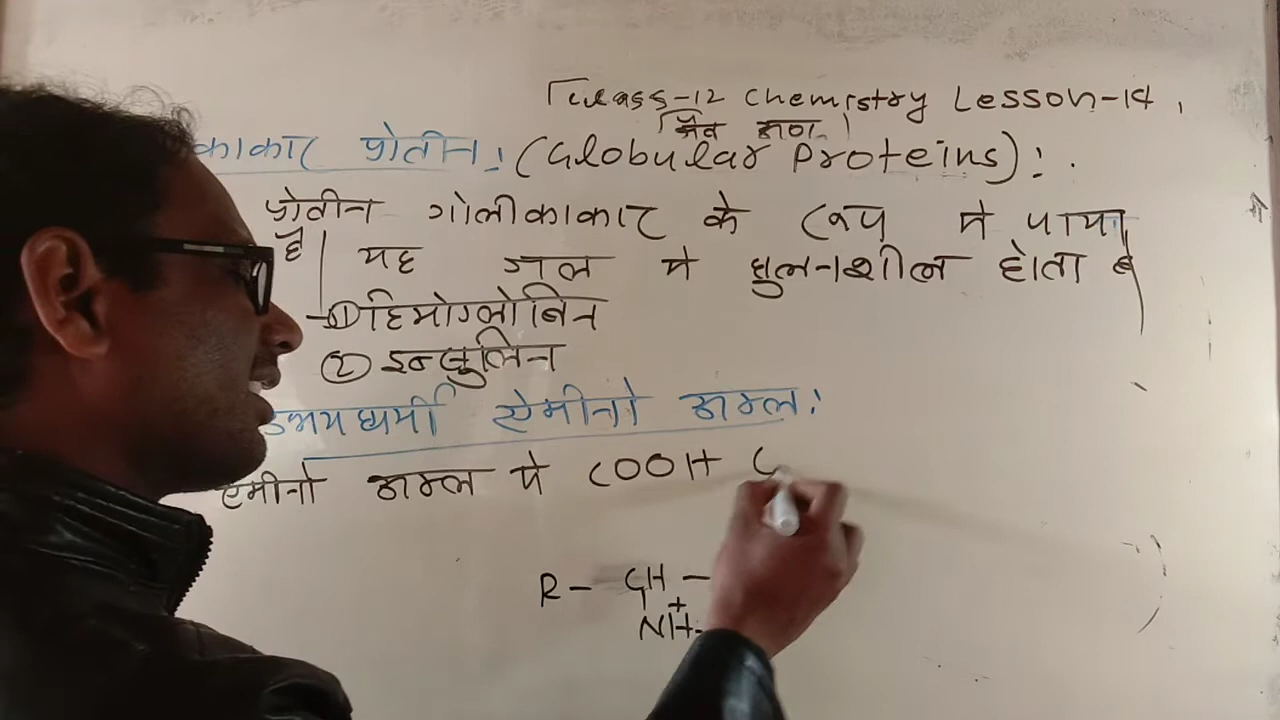 Class-12 Chemistry Lesson-14,
जैव अणु
काकार प्रोतीन: (Globular Proteins):
प्रोतीन गोलीकाकार के रूप मे पाया
है| यह जल मे घुलनशील होता है
① हिमोग्लोबिन
② इन्सुलिन
उभयधर्मी ऐमीनो अम्ल:
एमीनो अम्ल मे COOH
R - CH -
+
NH